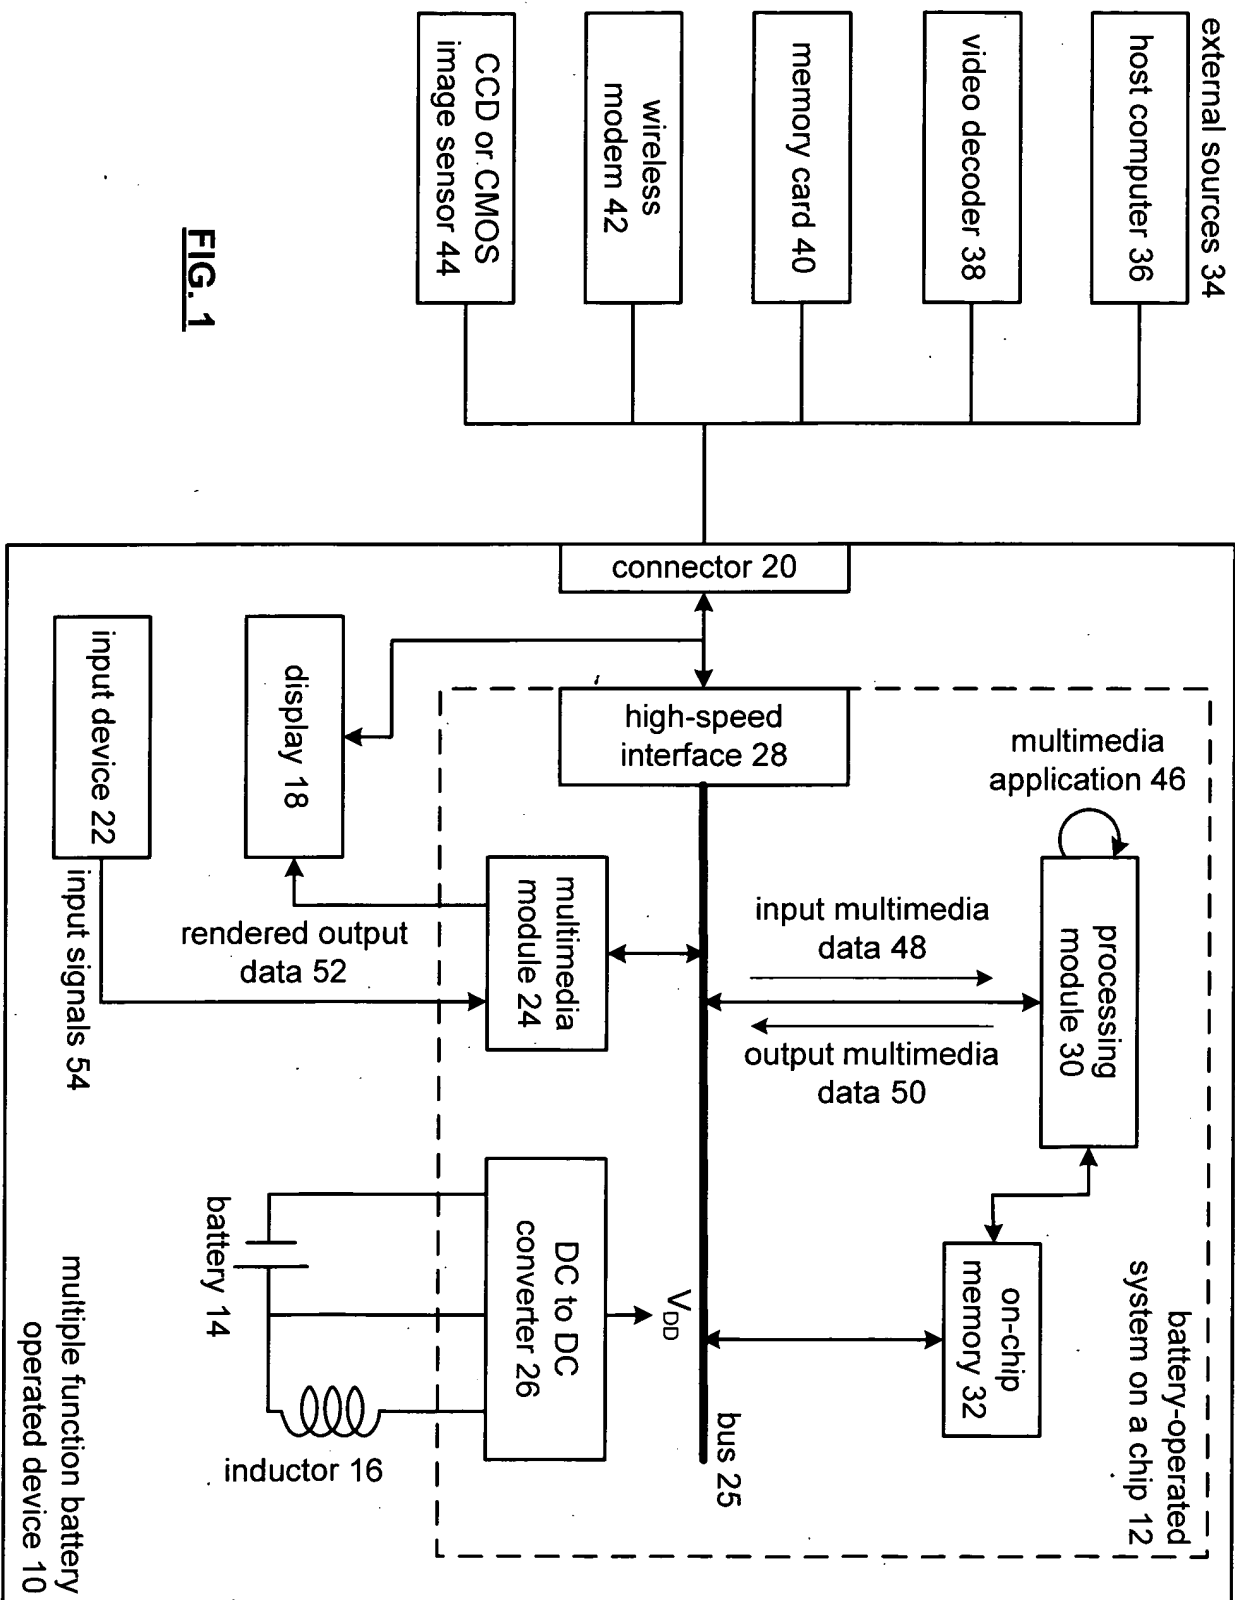 external sources 34
host computer 36
video decoder 38
memory card 40
wireless
modem 42
CCD or CMOS
image sensor 44
FIG. 1
connector 20
high-speed
interface 28
multimedia
application 46
processing
module 30
input multimedia
data 48
output multimedia
data 50
on-chip
memory 32
battery-operated
system on a chip 12
bus 25
multimedia
module 24
display 18
input device 22
rendered output
data 52
input signals 54
DC to DC
converter 26
VDD
battery 14
inductor 16
multiple function battery
operated device 10